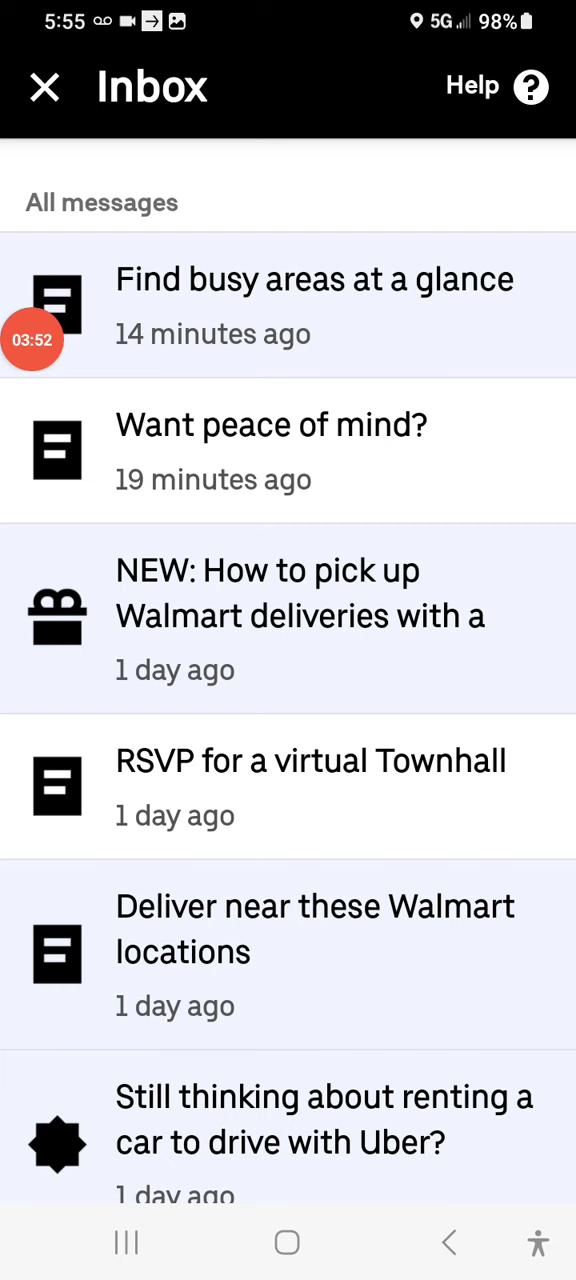 5:55
5G
98%
Inbox
Help
All messages
Find busy areas at a glance
14 minutes ago
03:52
Want peace of mind?
19 minutes ago
NEW: How to pick up
Walmart deliveries with a
1 day ago
RSVP for a virtual Townhall
1 day ago
Deliver near these Walmart
locations
1 day ago
Still thinking about renting a
car to drive with Uber?
1 day ago